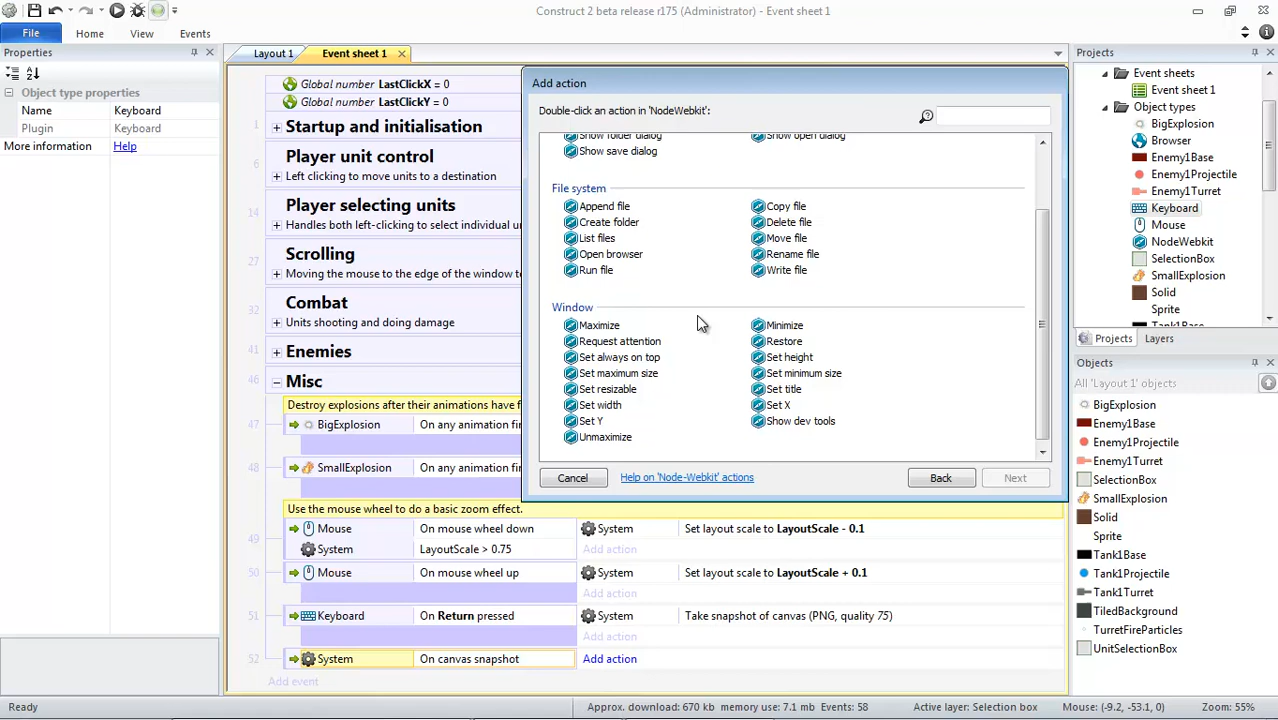 Construct 2 beta release r175 (Administrator) - Event sheet 1
File
Home
View
Events
Properties
Object type properties
Name Keyboard
Plugin Keyboard
More information Help
Layout 1
Event sheet 1
Global number LastClickX = 0
Global number LastClickY = 0
1 Startup and initialisation
6 Player unit control
Left clicking to move units to a destination
14 Player selecting units
Handles both left-clicking to select individual u
27 Scrolling
Moving the mouse to the edge of the window t
32 Combat
Units shooting and doing damage
41 Enemies
46 Misc
Destroy explosions after their animations have f
47 BigExplosion On any animation fi
48 SmallExplosion On any animation fi
Use the mouse wheel to do a basic zoom effect.
49 Mouse On mouse wheel down System Set layout scale to LayoutScale - 0.1
System LayoutScale > 0.75 Add action
50 Mouse On mouse wheel up System Set layout scale to LayoutScale + 0.1
Add action
51 Keyboard On Return pressed System Take snapshot of canvas (PNG, quality 75)
Add action
52 System On canvas snapshot Add action
Add event
Add action
Double-click an action in 'NodeWebkit':
Show folder dialog Show open dialog
Show save dialog
File system
Append file Copy file
Create folder Delete file
List files Move file
Open browser Rename file
Run file Write file
Window
Maximize Minimize
Request attention Restore
Set always on top Set height
Set maximum size Set minimum size
Set resizable Set title
Set width Set X
Set Y Show dev tools
Unmaximize
Cancel
Help on 'Node-Webkit' actions
Back
Next
Projects
Event sheets
Event sheet 1
Object types
BigExplosion
Browser
Enemy1Base
Enemy1Projectile
Enemy1Turret
Keyboard
Mouse
NodeWebkit
SelectionBox
SmallExplosion
Solid
Sprite
Tank1Base
Projects
Layers
Objects
All 'Layout 1' objects
BigExplosion
Enemy1Base
Enemy1Projectile
Enemy1Turret
SelectionBox
SmallExplosion
Solid
Sprite
Tank1Base
Tank1Projectile
Tank1Turret
TiledBackground
TurretFireParticles
UnitSelectionBox
Ready
Approx. download: 670 kb
memory use: 7.1 mb
Events: 58
Active layer: Selection box
Mouse: (-9.2, -53.1, 0)
Zoom: 55%